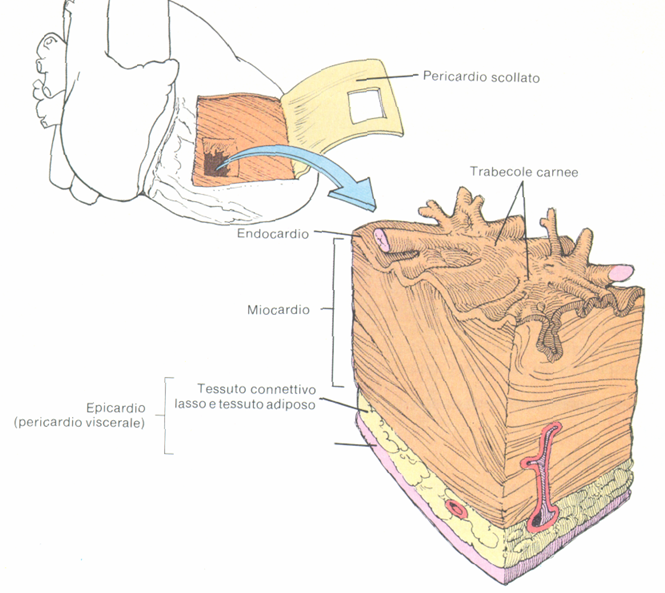 Pericardio scollato
Trabecole carnee
Endocardio
Miocardio
Tessuto connettivo
lasso e tessuto adiposo
Epicardio
(pericardio viscerale)